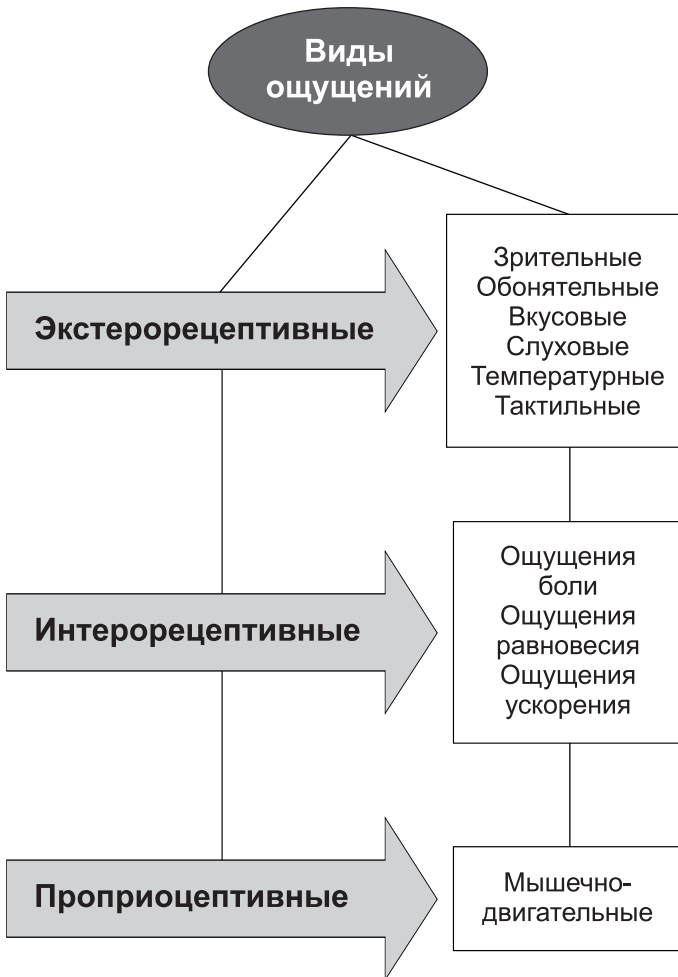 Виды
ощущений
Экстерорецептивные
Зрительные
Обонятельные
Вкусовые
Слуховые
Температурные
Тактильные
Интерорецептивные
Ощущения
боли
Ощущения
равновесия
Ощущения
ускорения
Проприоцептивные
Мышечно-
двигательные